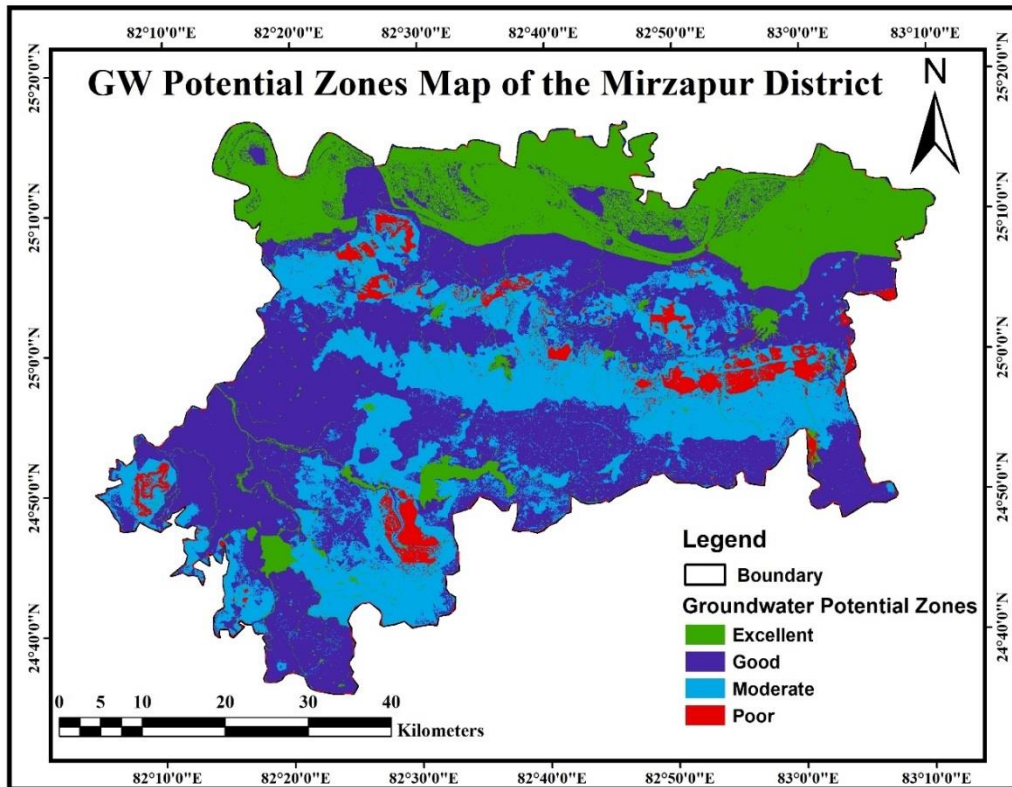 82°10'0"E 82°20'0"E 82°30'0"E 82°40'0"E 82°50'0"E 83°0'0"E 83°10'0"E
GW Potential Zones Map of the Mirzapur District
N
25°20'0"N 25°20'0"N
25°10'0"N 25°10'0"N
25°0'0"N 25°0'0"N
24°50'0"N 24°50'0"N
24°40'0"N 24°40'0"N
Legend
Boundary
Groundwater Potential Zones
Excellent
Good
Moderate
Poor
0 5 10 20 30 40
Kilometers
82°10'0"E 82°20'0"E 82°30'0"E 82°40'0"E 82°50'0"E 83°0'0"E 83°10'0"E